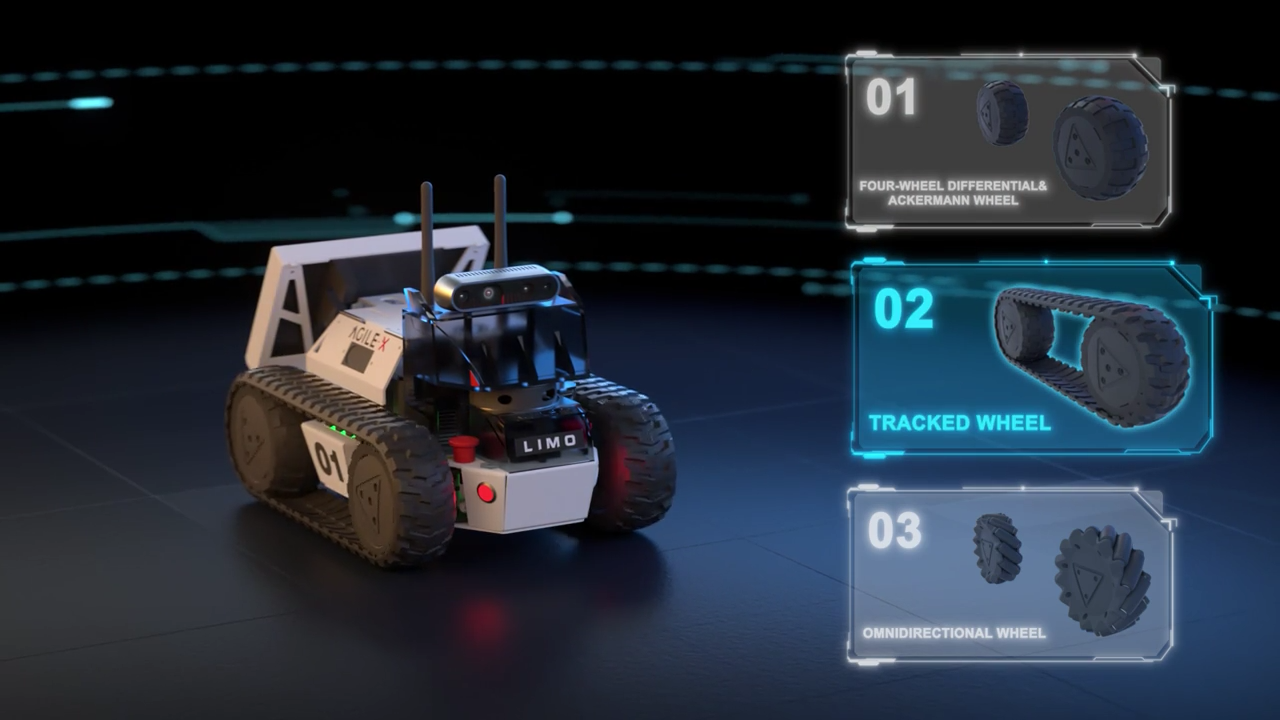 AGILE·X
LIMO
01
01
FOUR-WHEEL DIFFERENTIAL&
ACKERMANN WHEEL
02
TRACKED WHEEL
03
OMNIDIRECTIONAL WHEEL